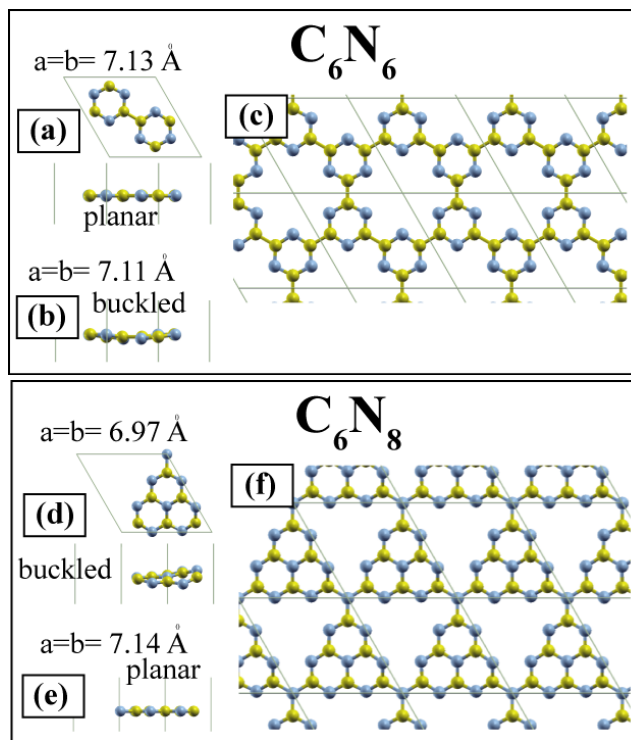 C₆N₆
a=b= 7.13 Å
(a)
(c)
planar
a=b= 7.11 Å
buckled
(b)
C₆N₈
a=b= 6.97 Å
(d)
(f)
buckled
a=b= 7.14 Å
planar
(e)